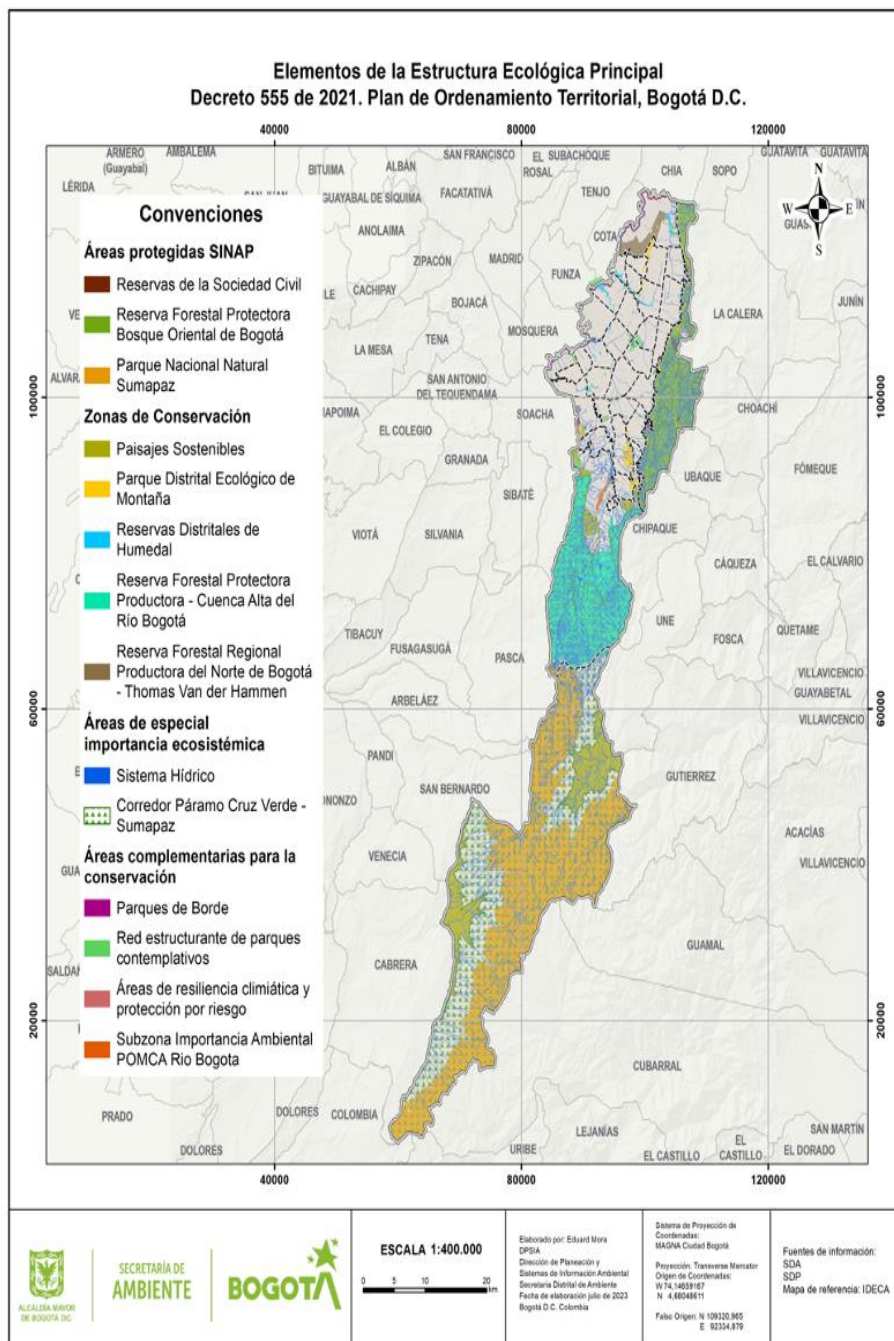 Elementos de la Estructura Ecológica Principal
Decreto 555 de 2021. Plan de Ordenamiento Territorial, Bogotá D.C.
40000
80000
120000
ARMERO
(Guayabal)
AMBALEMA
BITUIMA
ALBÁN
SAN FRANCISCO
EL
ROSAL
SUBACHOQUE
CHIA
SOPO
GUATAVITA
GUATAVITA
LÉRIDA
GUAYABAL DE SÍQUIMA
FACATATIVÁ
TENJO
N
W
E
S
ANOLAIMA
COTA
ZIPACÓN
MADRID
FUNZA
CACHIPAY
BOJACÁ
MOSQUERA
LA CALERA
JUNÍN
LA MESA
TENA
SAN ANTONIO
DEL TEQUENDAMA
SOACHA
CHOACHÍ
EL COLEGIO
GRANADA
SIBATÉ
UBAQUE
FÓMEQUE
VIOTÁ
SILVANIA
CHIPAQUE
CÁQUEZA
EL CALVARIO
TIBACUY
FUSAGASUGÁ
PASCA
UNE
FOSCA
QUETAME
VILLAVICENCIO
GUAYABETAL
VILLAVICENCIO
ARBELÁEZ
PANDI
SAN BERNARDO
GUTIERREZ
ACACÍAS
VILLAVICENCIO
VENECIA
CABRERA
GUAMAL
CUBARRAL
PRADO
DOLORES
DOLORES
COLOMBIA
URIBE
LEJANÍAS
EL CASTILLO
EL
CASTILLO
EL DORADO
SAN MARTÍN
100000
60000
20000
100000
60000
20000
40000
80000
120000
Convenciones
Áreas protegidas SINAP
Reservas de la Sociedad Civil
Reserva Forestal Protectora
Bosque Oriental de Bogotá
Parque Nacional Natural
Sumapaz
Zonas de Conservación
Paisajes Sostenibles
Parque Distrital Ecológico de
Montaña
Reservas Distritales de
Humedal
Reserva Forestal Protectora
Productora - Cuenca Alta del
Río Bogotá
Reserva Forestal Regional
Productora del Norte de Bogotá
- Thomas Van der Hammen
Áreas de especial
importancia ecosistémica
Sistema Hídrico
Corredor Páramo Cruz Verde -
Sumapaz
Áreas complementarias para la
conservación
Parques de Borde
Red estructurante de parques
contemplativos
Áreas de resiliencia climiática y
protección por riesgo
Subzona Importancia Ambiental
POMCA Rio Bogota
ALCALDÍA MAYOR
DE BOGOTÁ D.C.
SECRETARÍA DE
AMBIENTE
BOGOTÁ
ESCALA 1:400.000
0 5 10 20
km
Elaborado por: Eduard Mora
DPSIA
Dirección de Planeación y
Sistemas de Información Ambiental
Secretaría Distrital de Ambiente
Fecha de elaboración julio de 2023
Bogotá D.C. Colombia
Sistema de Proyección de
Coordenadas:
MAGNA Ciudad Bogotá
Proyección: Transverse Mercator
Origen de Coordenadas:
W 74,14659167
N 4,68048611
Falso Origen: N 109320,965
E 92334,879
Fuentes de información:
SDA
SDP
Mapa de referencia: IDECA